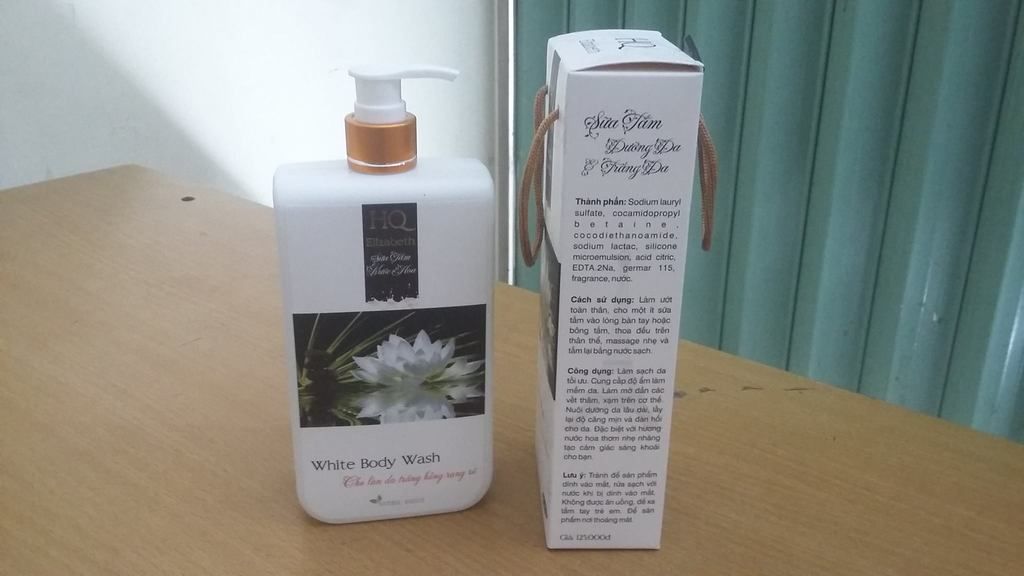 HQ
Elizabeth
Sữa Tắm
Nước Hoa
White Body Wash
Cho làn da trắng hồng rạng rỡ
HQ
Sữa Tắm
Dưỡng Da
& Trắng Da
Thành phần: Sodium lauryl
sulfate, cocamidopropyl
betaine,
cocodiethanoamide,
sodium lactac, silicone
microemulsion, acid citric,
EDTA.2Na, germar 115,
fragrance, nước.
Cách sử dụng: Làm ướt
toàn thân, cho một ít sữa
tắm vào lòng bàn tay hoặc
bông tắm, thoa đều trên
thân thể, massage nhẹ và
tắm lại bằng nước sạch.
Công dụng: Làm sạch da
tối ưu. Cung cấp độ ẩm làm
mềm da. Làm mờ dần các
vết thâm, xạm trên cơ thể.
Nuôi dưỡng da lâu dài, lấy
lại độ căng mịn và đàn hồi
cho da. Đặc biệt với hương
nước hoa thơm nhẹ nhàng
tạo cảm giác sảng khoái
cho bạn.
Lưu ý: Tránh để sản phẩm
dính vào mắt, rửa sạch với
nước khi bị dính vào mắt.
Không được ăn uống, để xa
tầm tay trẻ em. Để sản
phẩm nơi thoáng mát.
Giá: 125.000đ